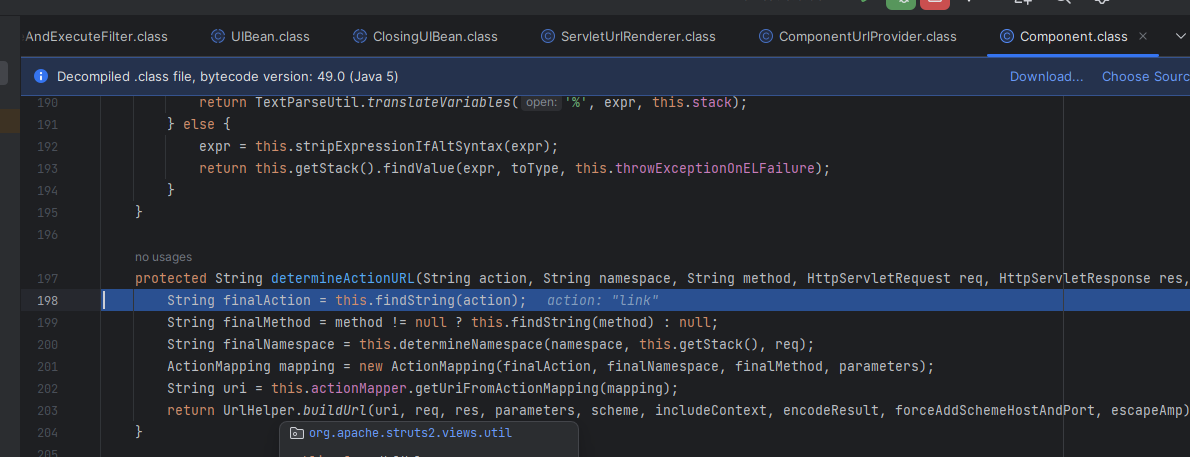 AndExecuteFilter.class UIBean.class ClosingUIBean.class ServletUrlRenderer.class ComponentUrlProvider.class Component.class
Decompiled .class file, bytecode version: 49.0 (Java 5) Download... Choose Sourc
190 return TextParseUtil.translateVariables( open: '%', expr, this.stack);
191 } else {
192 expr = this.stripExpressionIfAltSyntax(expr);
193 return this.getStack().findValue(expr, toType, this.throwExceptionOnELFailure);
194 }
195 }
196
no usages
197 protected String determineActionURL(String action, String namespace, String method, HttpServletRequest req, HttpServletResponse res,
198 String finalAction = this.findString(action); action: "link"
199 String finalMethod = method != null ? this.findString(method) : null;
200 String finalNamespace = this.determineNamespace(namespace, this.getStack(), req);
201 ActionMapping mapping = new ActionMapping(finalAction, finalNamespace, finalMethod, parameters);
202 String uri = this.actionMapper.getUriFromActionMapping(mapping);
203 return UrlHelper.buildUrl(uri, req, res, parameters, scheme, includeContext, encodeResult, forceAddSchemeHostAndPort, escapeAmp)
204 }
org.apache.struts2.views.util
205